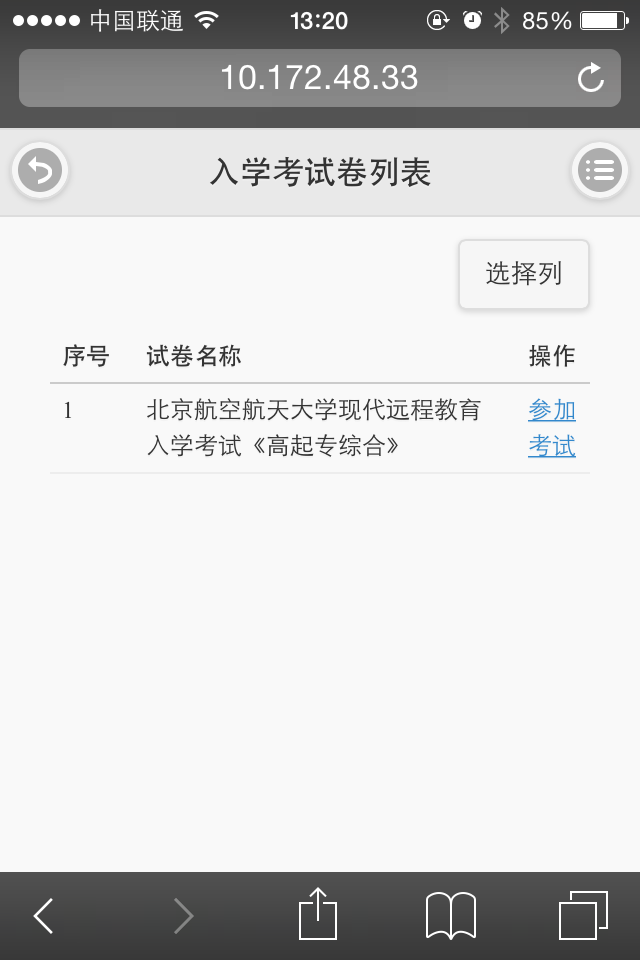 中国联通 13:20 85%
10.172.48.33
入学考试卷列表
选择列
序号 试卷名称 操作
1 北京航空航天大学现代远程教育 参加
入学考试《高起专综合》 考试